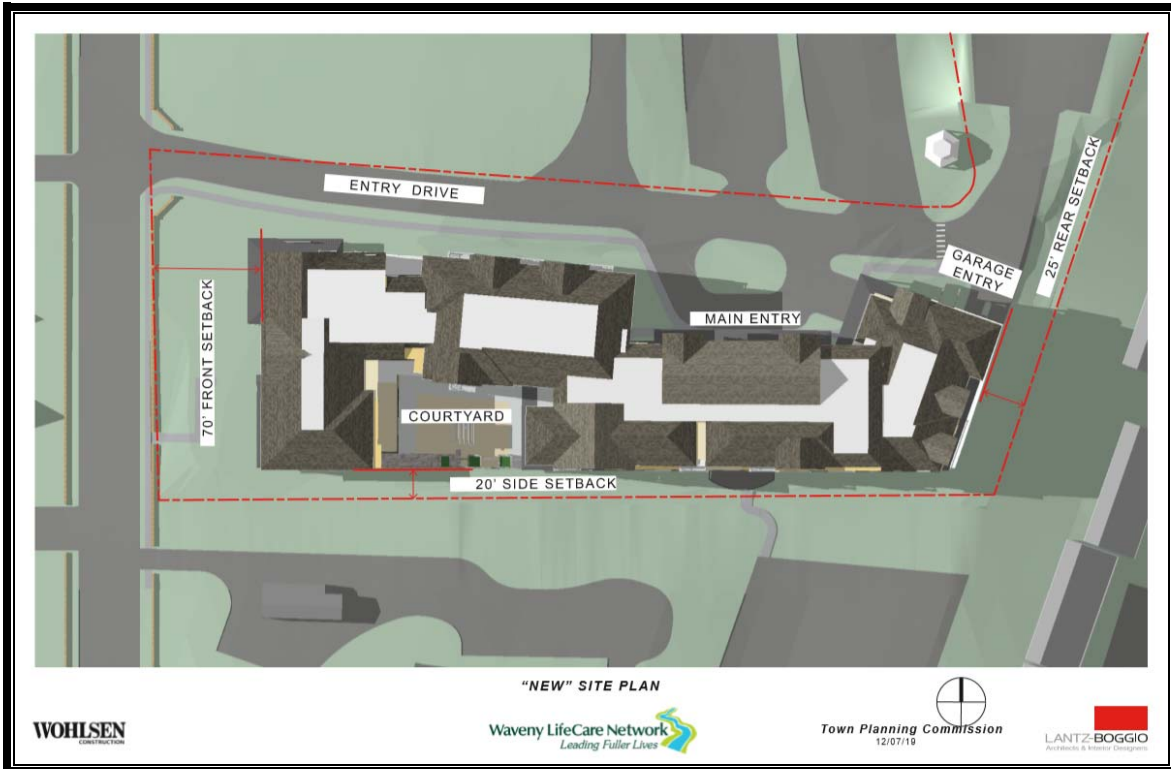 ENTRY DRIVE
25' REAR SETBACK
GARAGE
ENTRY
70' FRONT SETBACK
MAIN ENTRY
COURTYARD
20' SIDE SETBACK
"NEW" SITE PLAN
WOHLSEN
CONSTRUCTION
Waveny LifeCare Network
Leading Fuller Lives
Town Planning Commission
12/07/19
LANTZ-BOGGIO
Architects & Interior Designers